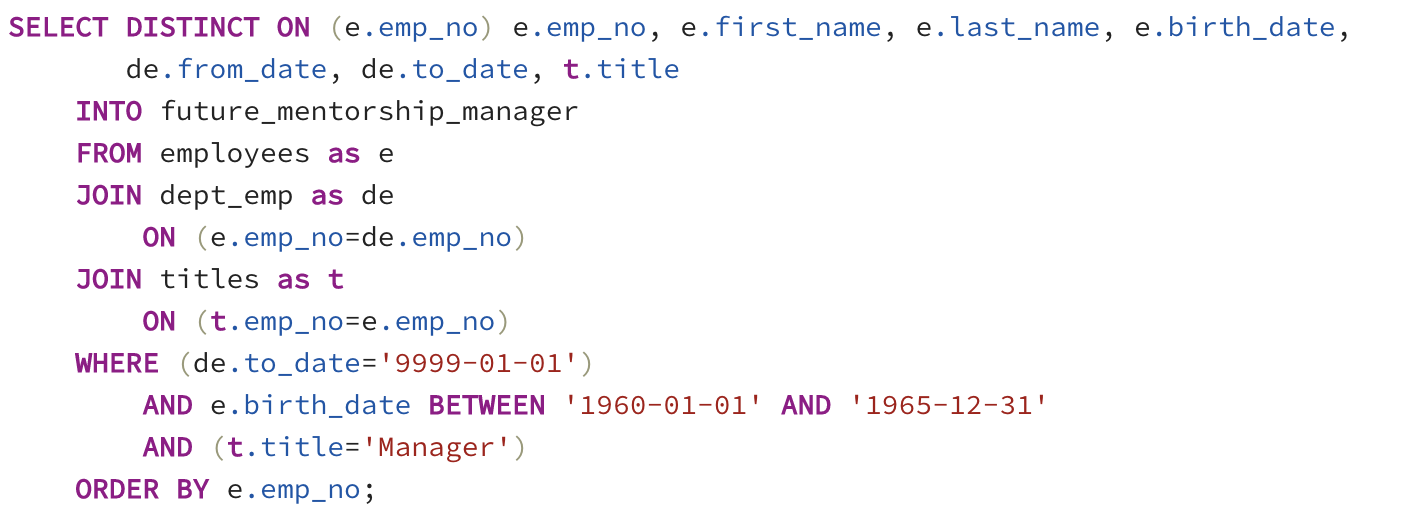 SELECT DISTINCT ON (e.emp_no) e.emp_no, e.first_name, e.last_name, e.birth_date,
de.from_date, de.to_date, t.title
INTO future_mentorship_manager
FROM employees as e
JOIN dept_emp as de
ON (e.emp_no=de.emp_no)
JOIN titles as t
ON (t.emp_no=e.emp_no)
WHERE (de.to_date='9999-01-01')
AND e.birth_date BETWEEN '1960-01-01' AND '1965-12-31'
AND (t.title='Manager')
ORDER BY e.emp_no;